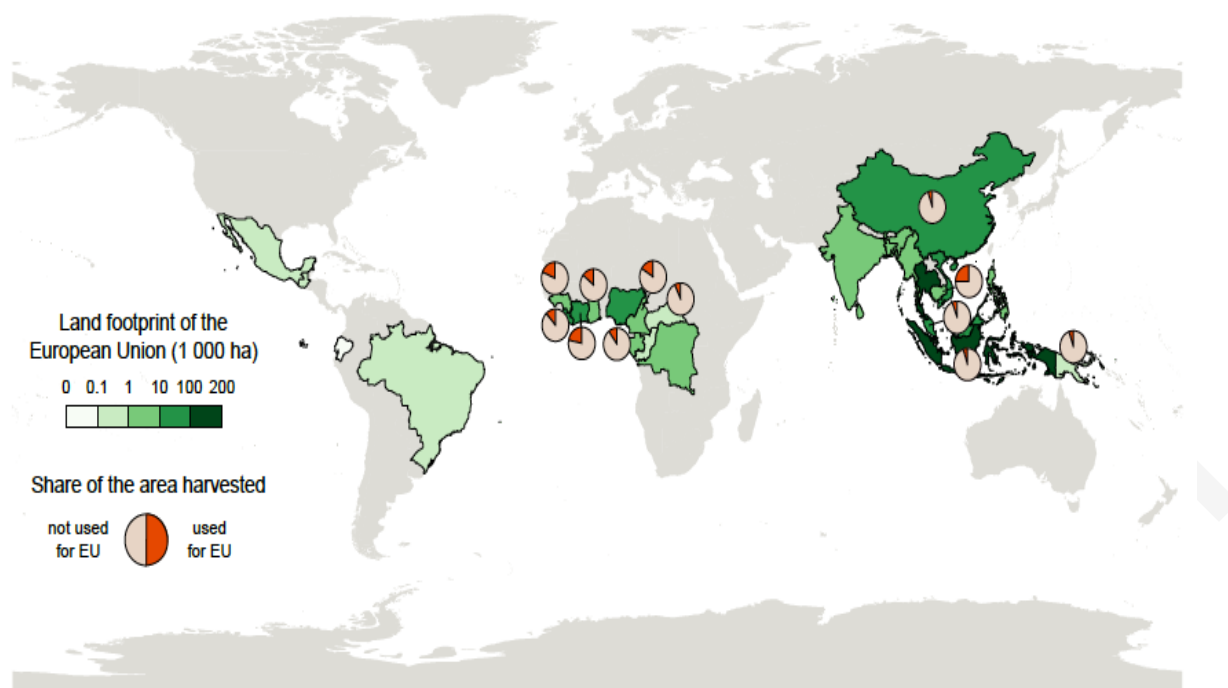 Land footprint of the
European Union (1 000 ha)
0 0.1 1 10 100 200
Share of the area harvested
not used used
for EU for EU